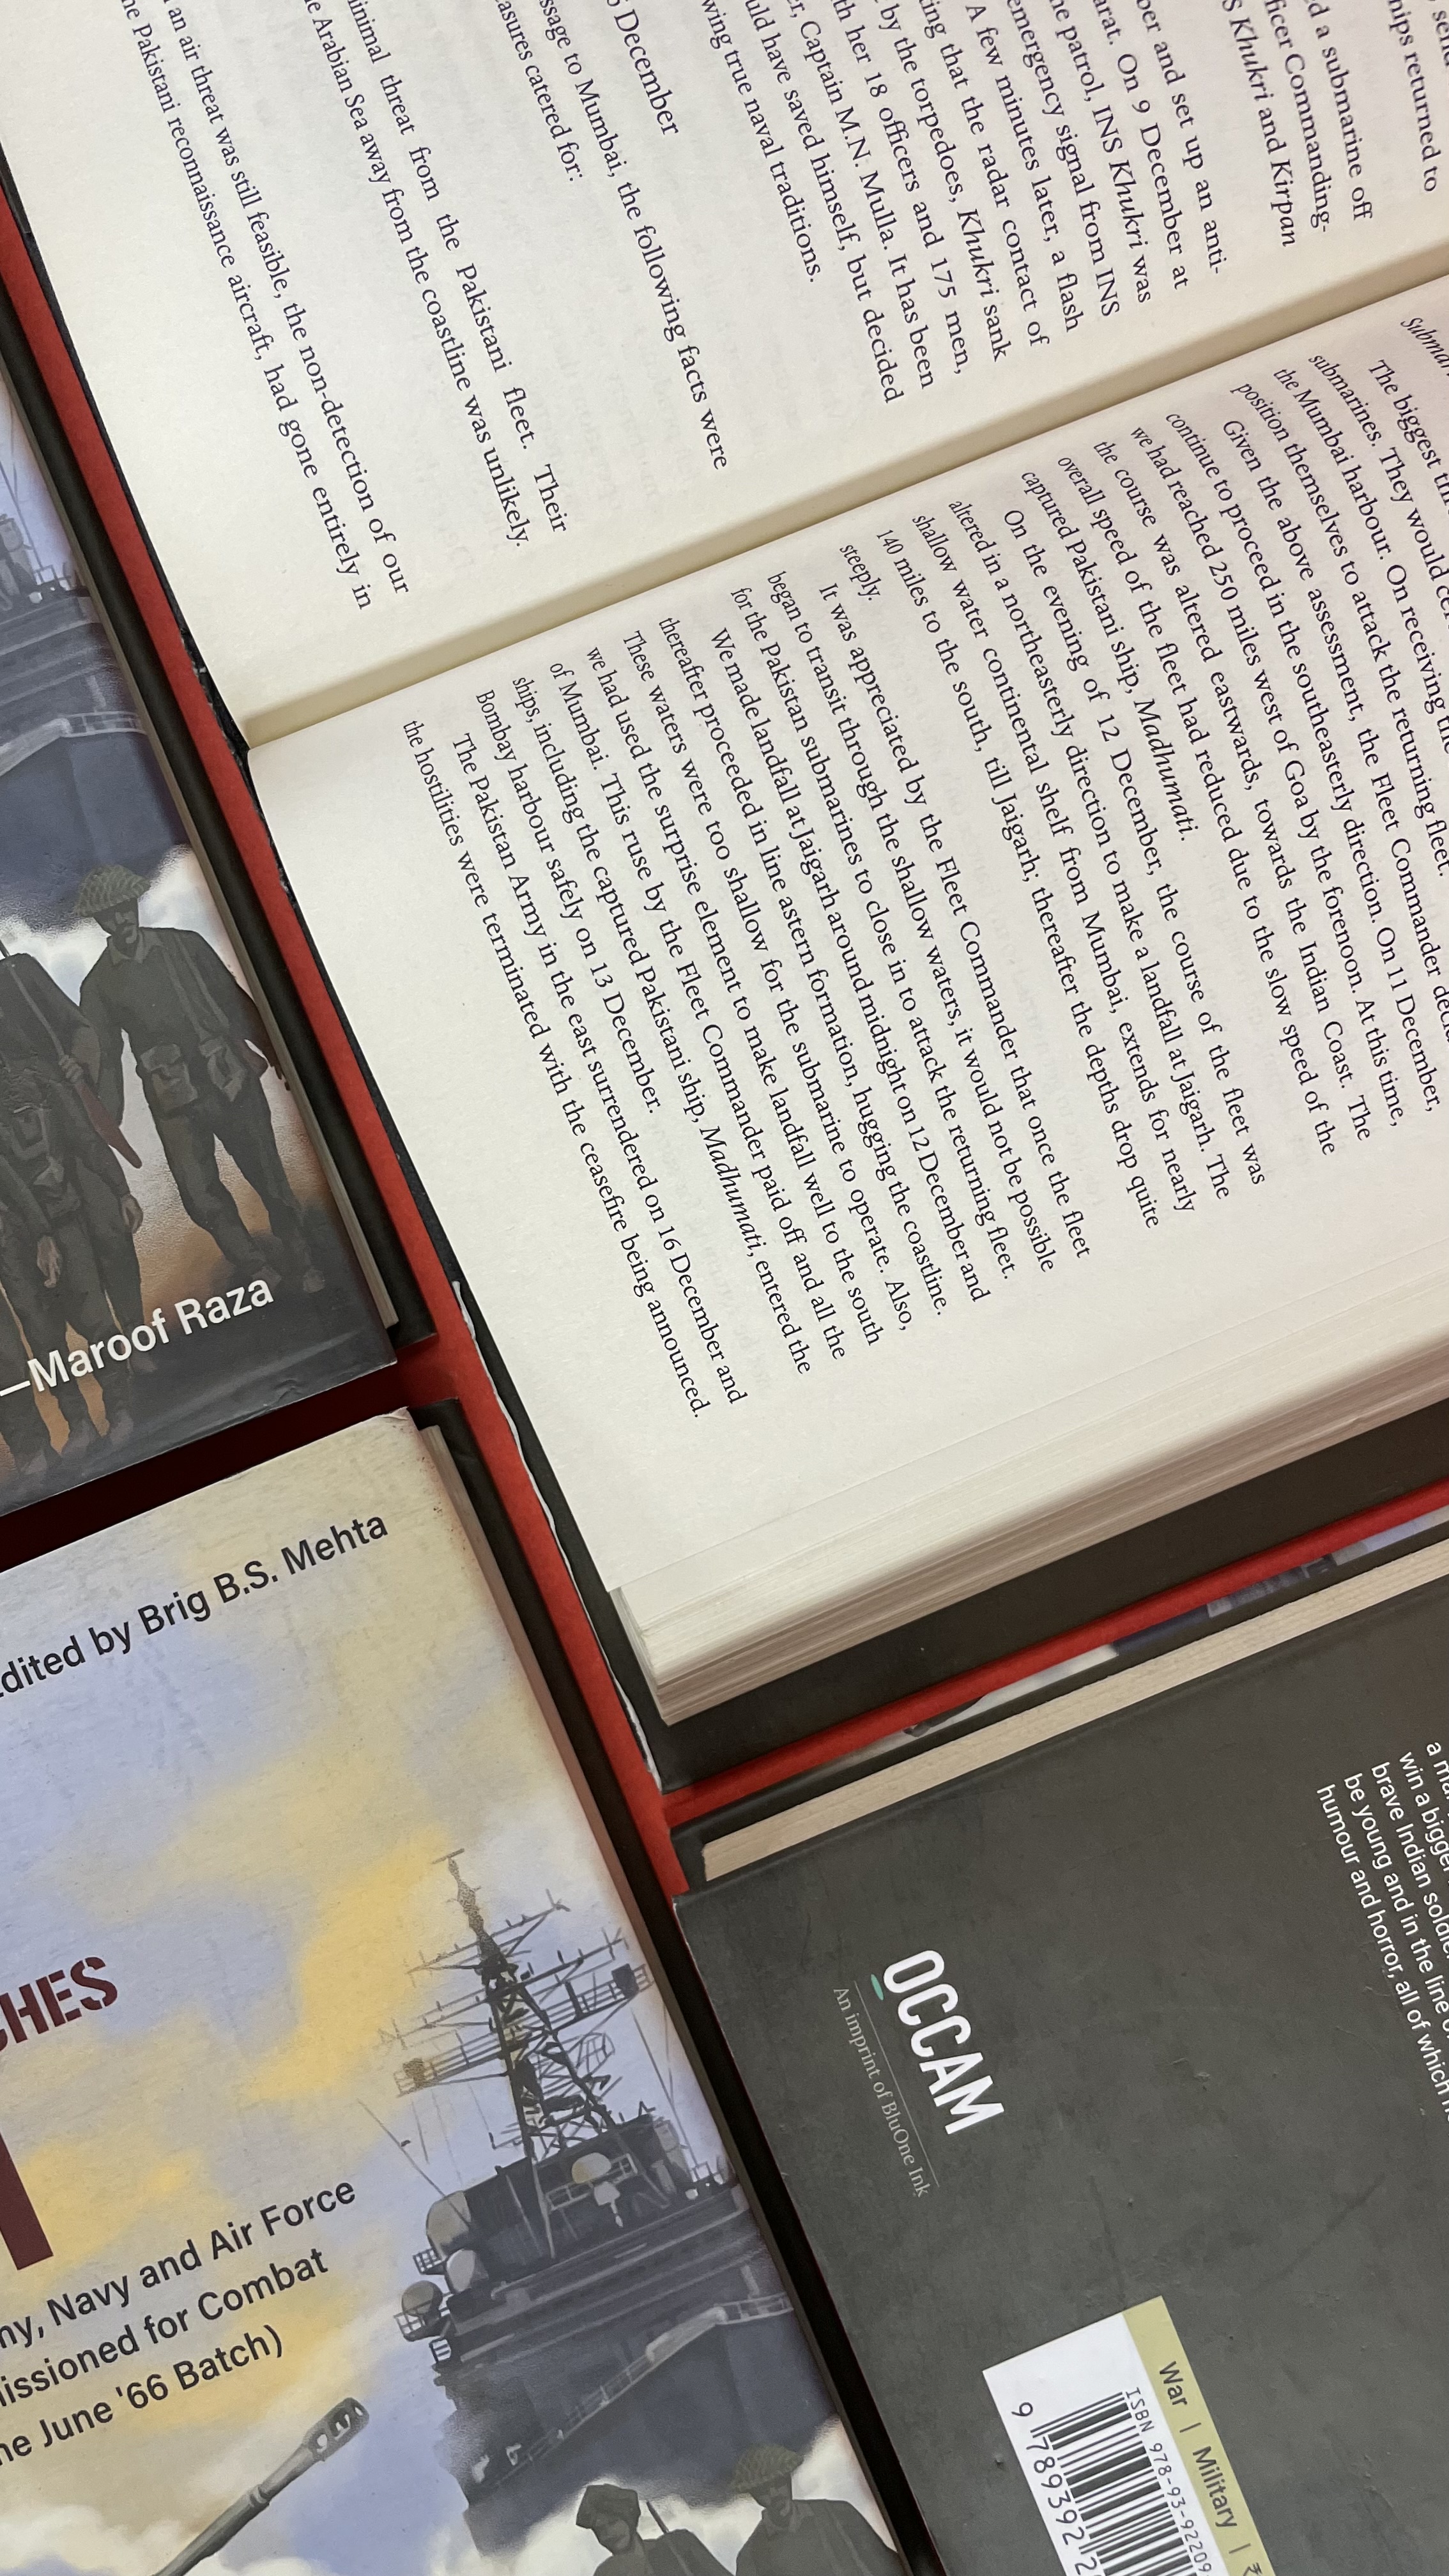 , send
ships returned to
d a submarine off
ficer Commanding-
S Khukri and Kirpan
ber and set up an anti-
arat. On 9 December at
he patrol, INS Khukri was
emergency signal from INS
A few minutes later, a flash
ing that the radar contact of
by the torpedoes, Khukri sank
th her 18 officers and 175 men,
er, Captain M.N. Mulla. It has been
uld have saved himself, but decided
wing true naval traditions.
December
ssage to Mumbai, the following facts were
asures catered for:
inimal threat from the Pakistani fleet. Their
e Arabian Sea away from the coastline was unlikely.
an air threat was still feasible, the non-detection of our
he Pakistani reconnaissance aircraft, had gone entirely in
Submar
The biggest th
submarines. They would cer
the Mumbai harbour. On receiving the
position themselves to attack the returning fleet.
Given the above assessment, the Fleet Commander deci
continue to proceed in the southeasterly direction. On 11 December,
we had reached 250 miles west of Goa by the forenoon. At this time,
the course was altered eastwards, towards the Indian Coast. The
overall speed of the fleet had reduced due to the slow speed of the
captured Pakistani ship, Madhumati.
On the evening of 12 December, the course of the fleet was
altered in a northeasterly direction to make a landfall at Jaigarh. The
shallow water continental shelf from Mumbai, extends for nearly
140 miles to the south, till Jaigarh; thereafter the depths drop quite
steeply.
It was appreciated by the Fleet Commander that once the fleet
began to transit through the shallow waters, it would not be possible
for the Pakistan submarines to close in to attack the returning fleet.
We made landfall at Jaigarh around midnight on 12 December and
thereafter proceeded in line astern formation, hugging the coastline.
These waters were too shallow for the submarine to operate. Also,
we had used the surprise element to make landfall well to the south
of Mumbai. This ruse by the Fleet Commander paid off and all the
ships, including the captured Pakistani ship, Madhumati, entered the
Bombay harbour safely on 13 December.
The Pakistan Army in the east surrendered on 16 December and
the hostilities were terminated with the ceasefire being announced.
—Maroof Raza
dited by Brig B.S. Mehta
CHES
my, Navy and Air Force
missioned for Combat
he June '66 Batch)
a ma
win a bigge
brave Indian soldie
be young and in the line o
humour and horror, all of which
OCCAM
An imprint of BluOne Ink
War | Military | ₹
ISBN 978-93-92209
9 789392 2